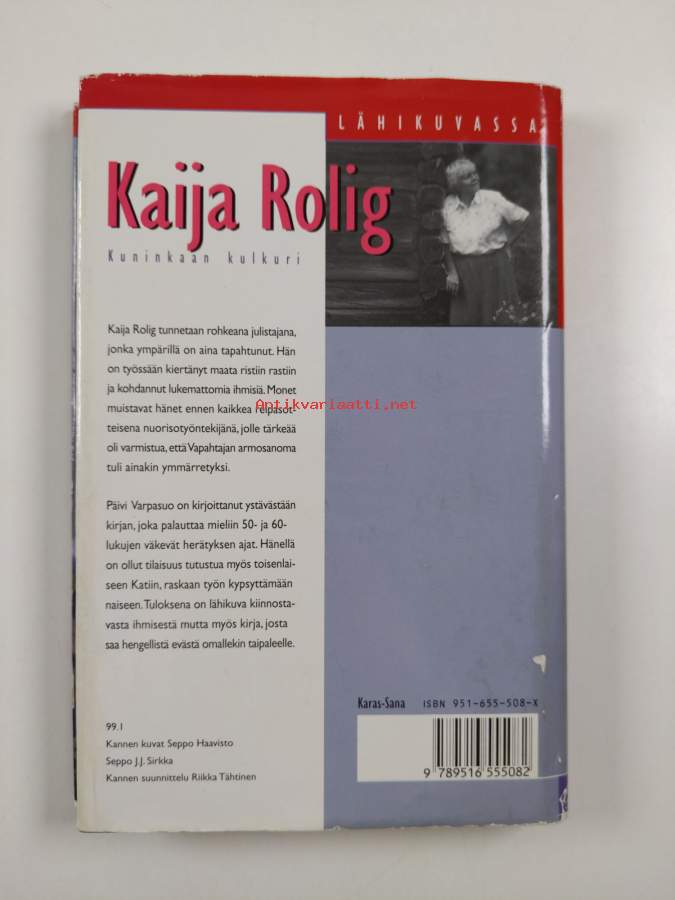 LÄHIKUVASSA
Kaija Rolig
Kuninkaan kulkuri
Kaija Rolig tunnetaan rohkeana julistajana,
jonka ympärillä on aina tapahtunut. Hän
on työssään kiertänyt maata ristiin rastiin
ja kohdannut lukemattomia ihmisiä. Monet
muistavat hänet ennen kaikkea reipasot-
teisena nuorisotyöntekijänä, jolle tärkeää
oli varmistua, että Vapahtajan armosanoma
tuli ainakin ymmärretyksi.
Antikvariaatti.net
Päivi Varpasuo on kirjoittanut ystävästään
kirjan, joka palauttaa mieliin 50- ja 60-
lukujen väkevät herätyksen ajat. Hänellä
on ollut tilaisuus tutustua myös toisenlai-
seen Katiin, raskaan työn kypsyttämään
naiseen. Tuloksena on lähikuva kiinnosta-
vasta ihmisestä mutta myös kirja, josta
saa hengellistä evästä omallekin taipaleelle.
99.1
Kannen kuvat Seppo Haavisto
Seppo J.J. Sirkka
Kannen suunnittelu Riikka Tähtinen
Karas-Sana ISBN 951-655-508-X
9 789516 555082